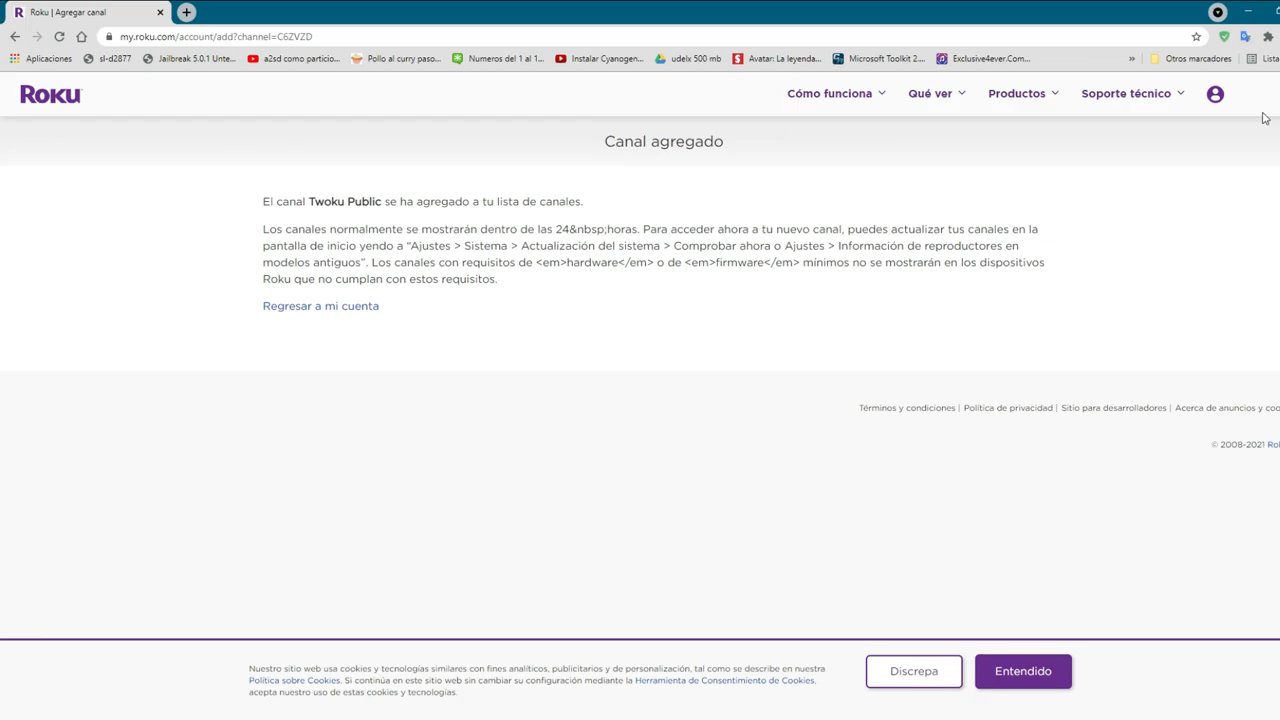 Roku | Agregar canal
my.roku.com/account/add?channel=C6ZVZD
Aplicaciones sl-d2877 Jailbreak 5.0.1 Unte... a2sd como particio... Pollo al curry paso... Numeros del 1 al 1... Instalar Cyanogen... udelx 500 mb Avatar: La leyenda... Microsoft Toolkit 2.... Exclusive4ever.Com... » Otros marcadores Lista
Roku Cómo funciona Qué ver Productos Soporte técnico
Canal agregado
El canal Twoku Public se ha agregado a tu lista de canales.
Los canales normalmente se mostrarán dentro de las 24&nbsp;horas. Para acceder ahora a tu nuevo canal, puedes actualizar tus canales en la
pantalla de inicio yendo a “Ajustes > Sistema > Actualización del sistema > Comprobar ahora o Ajustes > Información de reproductores en
modelos antiguos”. Los canales con requisitos de <em>hardware</em> o de <em>firmware</em> mínimos no se mostrarán en los dispositivos
Roku que no cumplan con estos requisitos.
Regresar a mi cuenta
Términos y condiciones | Política de privacidad | Sitio para desarrolladores | Acerca de anuncios y coo
© 2008-2021 Rol
Nuestro sitio web usa cookies y tecnologías similares con fines analíticos, publicitarios y de personalización, tal como se describe en nuestra
Política sobre Cookies. Si continúa en este sitio web sin cambiar su configuración mediante la Herramienta de Consentimiento de Cookies,
acepta nuestro uso de estas cookies y tecnologías.
Discrepa Entendido